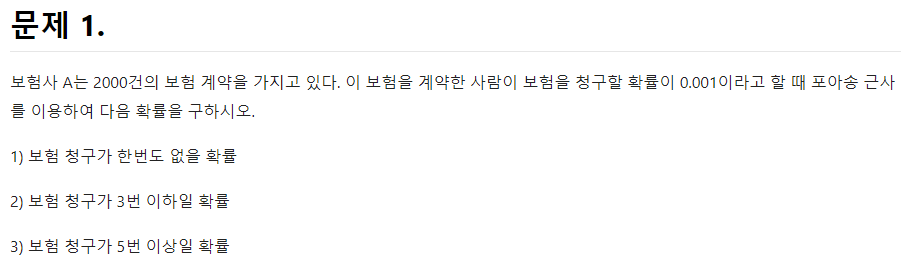 문제 1.
보험사 A는 2000건의 보험 계약을 가지고 있다. 이 보험을 계약한 사람이 보험을 청구할 확률이 0.001이라고 할 때 포아송 근사
를 이용하여 다음 확률을 구하시오.
1) 보험 청구가 한번도 없을 확률
2) 보험 청구가 3번 이하일 확률
3) 보험 청구가 5번 이상일 확률